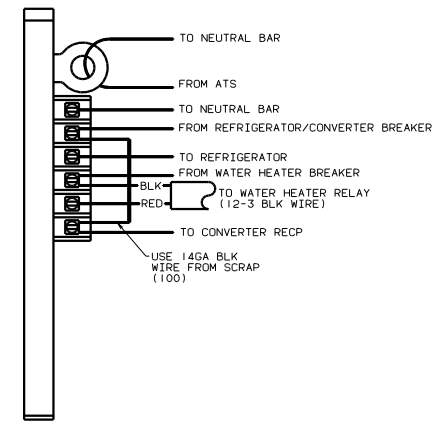 TO NEUTRAL BAR
FROM ATS
TO NEUTRAL BAR
FROM REFRIGERATOR/CONVERTER BREAKER
TO REFRIGERATOR
FROM WATER HEATER BREAKER
BLK
TO WATER HEATER RELAY
(12-3 BLK WIRE)
RED
TO CONVERTER RECP
USE 14GA BLK
WIRE FROM SCRAP
(100)